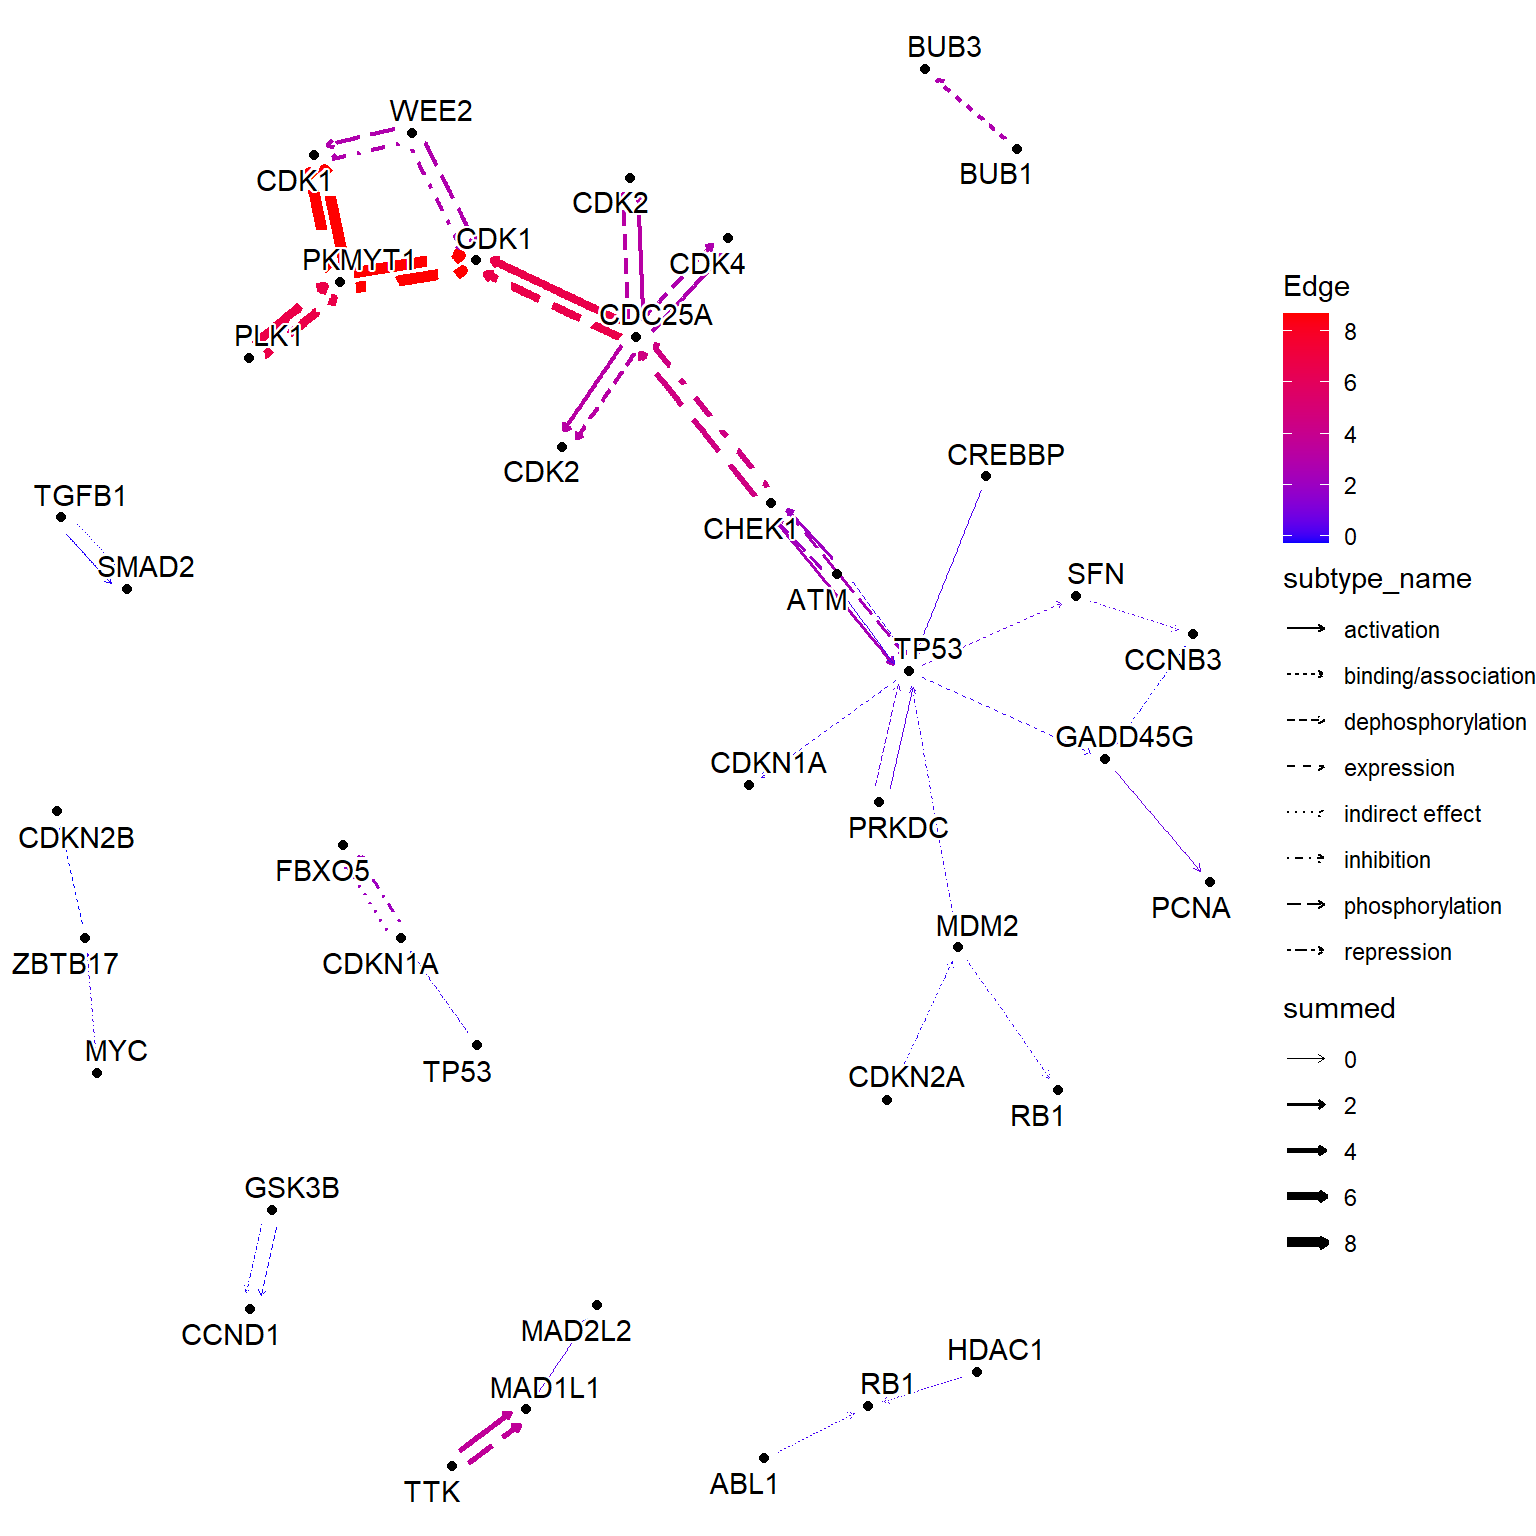 BUB3
WEE2
BUB1
CDK1
CDK2
CDK1
PKMYT1
CDK4
CDC25A
PLK1
CREBBP
CDK2
TGFB1
CHEK1
SMAD2
SFN
ATM
TP53
CCNB3
GADD45G
CDKN1A
PRKDC
CDKN2B
FBXO5
PCNA
MDM2
ZBTB17
CDKN1A
MYC
TP53
CDKN2A
RB1
GSK3B
CCND1
MAD2L2
HDAC1
MAD1L1
RB1
TTK
ABL1
Edge
8
6
4
2
0
subtype_name
activation
binding/association
dephosphorylation
expression
indirect effect
inhibition
phosphorylation
repression
summed
0
2
4
6
8